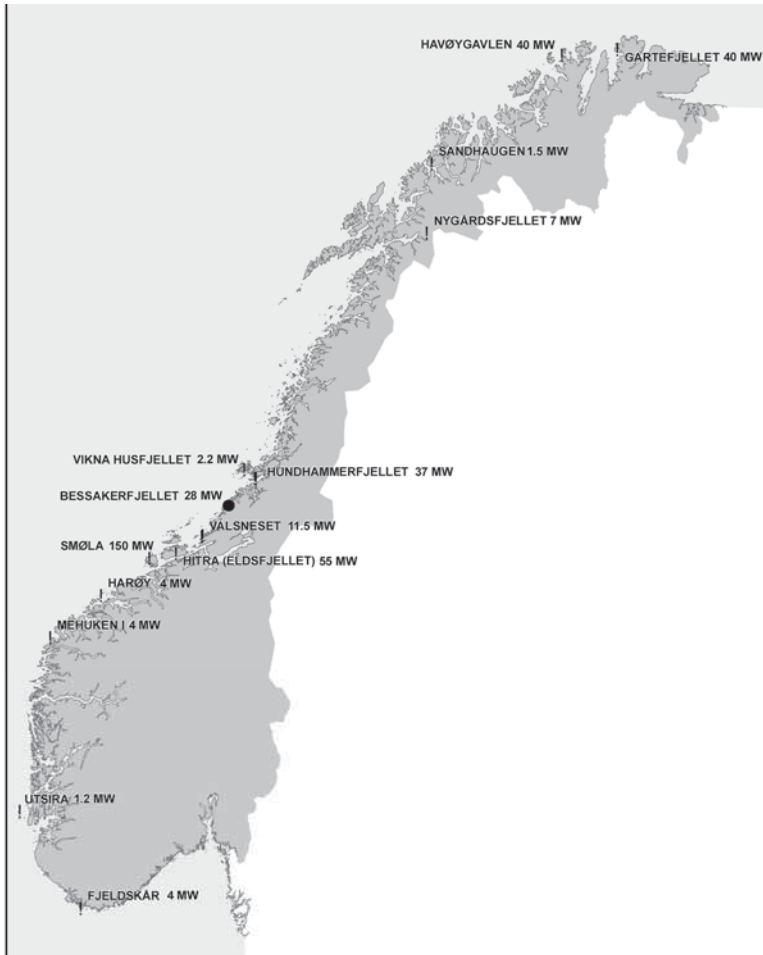 HAVØYGAVLEN 40 MW
GARTEFJELLET 40 MW
SANDHAUGEN 1.5 MW
NYGÅRDSFJELLET 7 MW
VIKNA HUSFJELLET 2.2 MW
HUNDHAMMERFJELLET 37 MW
BESSAKERFJELLET 28 MW
VALSNESET 11.5 MW
SMØLA 150 MW
HITRA (ELDSFJELLET) 55 MW
HARØY 4 MW
MEHUKEN I 4 MW
UTSIRA 1.2 MW
FJELDSKÅR 4 MW